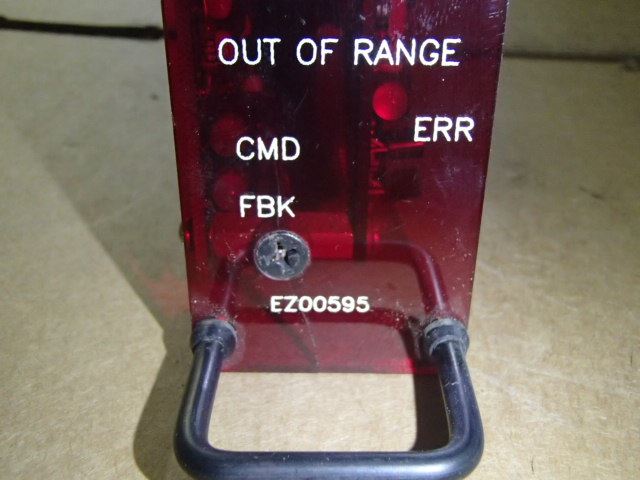 OUT OF RANGE
ERR
CMD
FBK
EZ00595